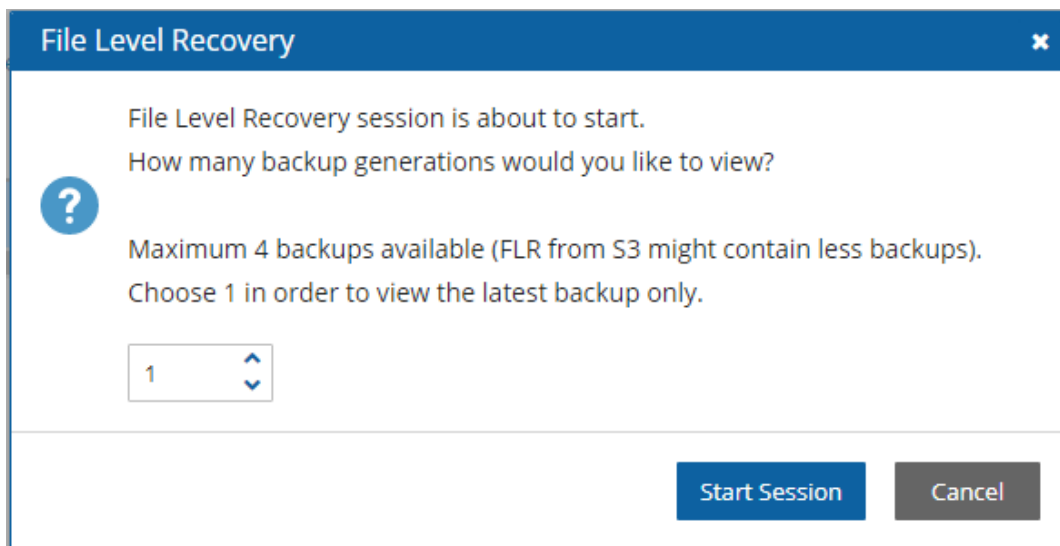 File Level Recovery
File Level Recovery session is about to start.
How many backup generations would you like to view?
?
Maximum 4 backups available (FLR from S3 might contain less backups).
Choose 1 in order to view the latest backup only.
1
Start Session
Cancel